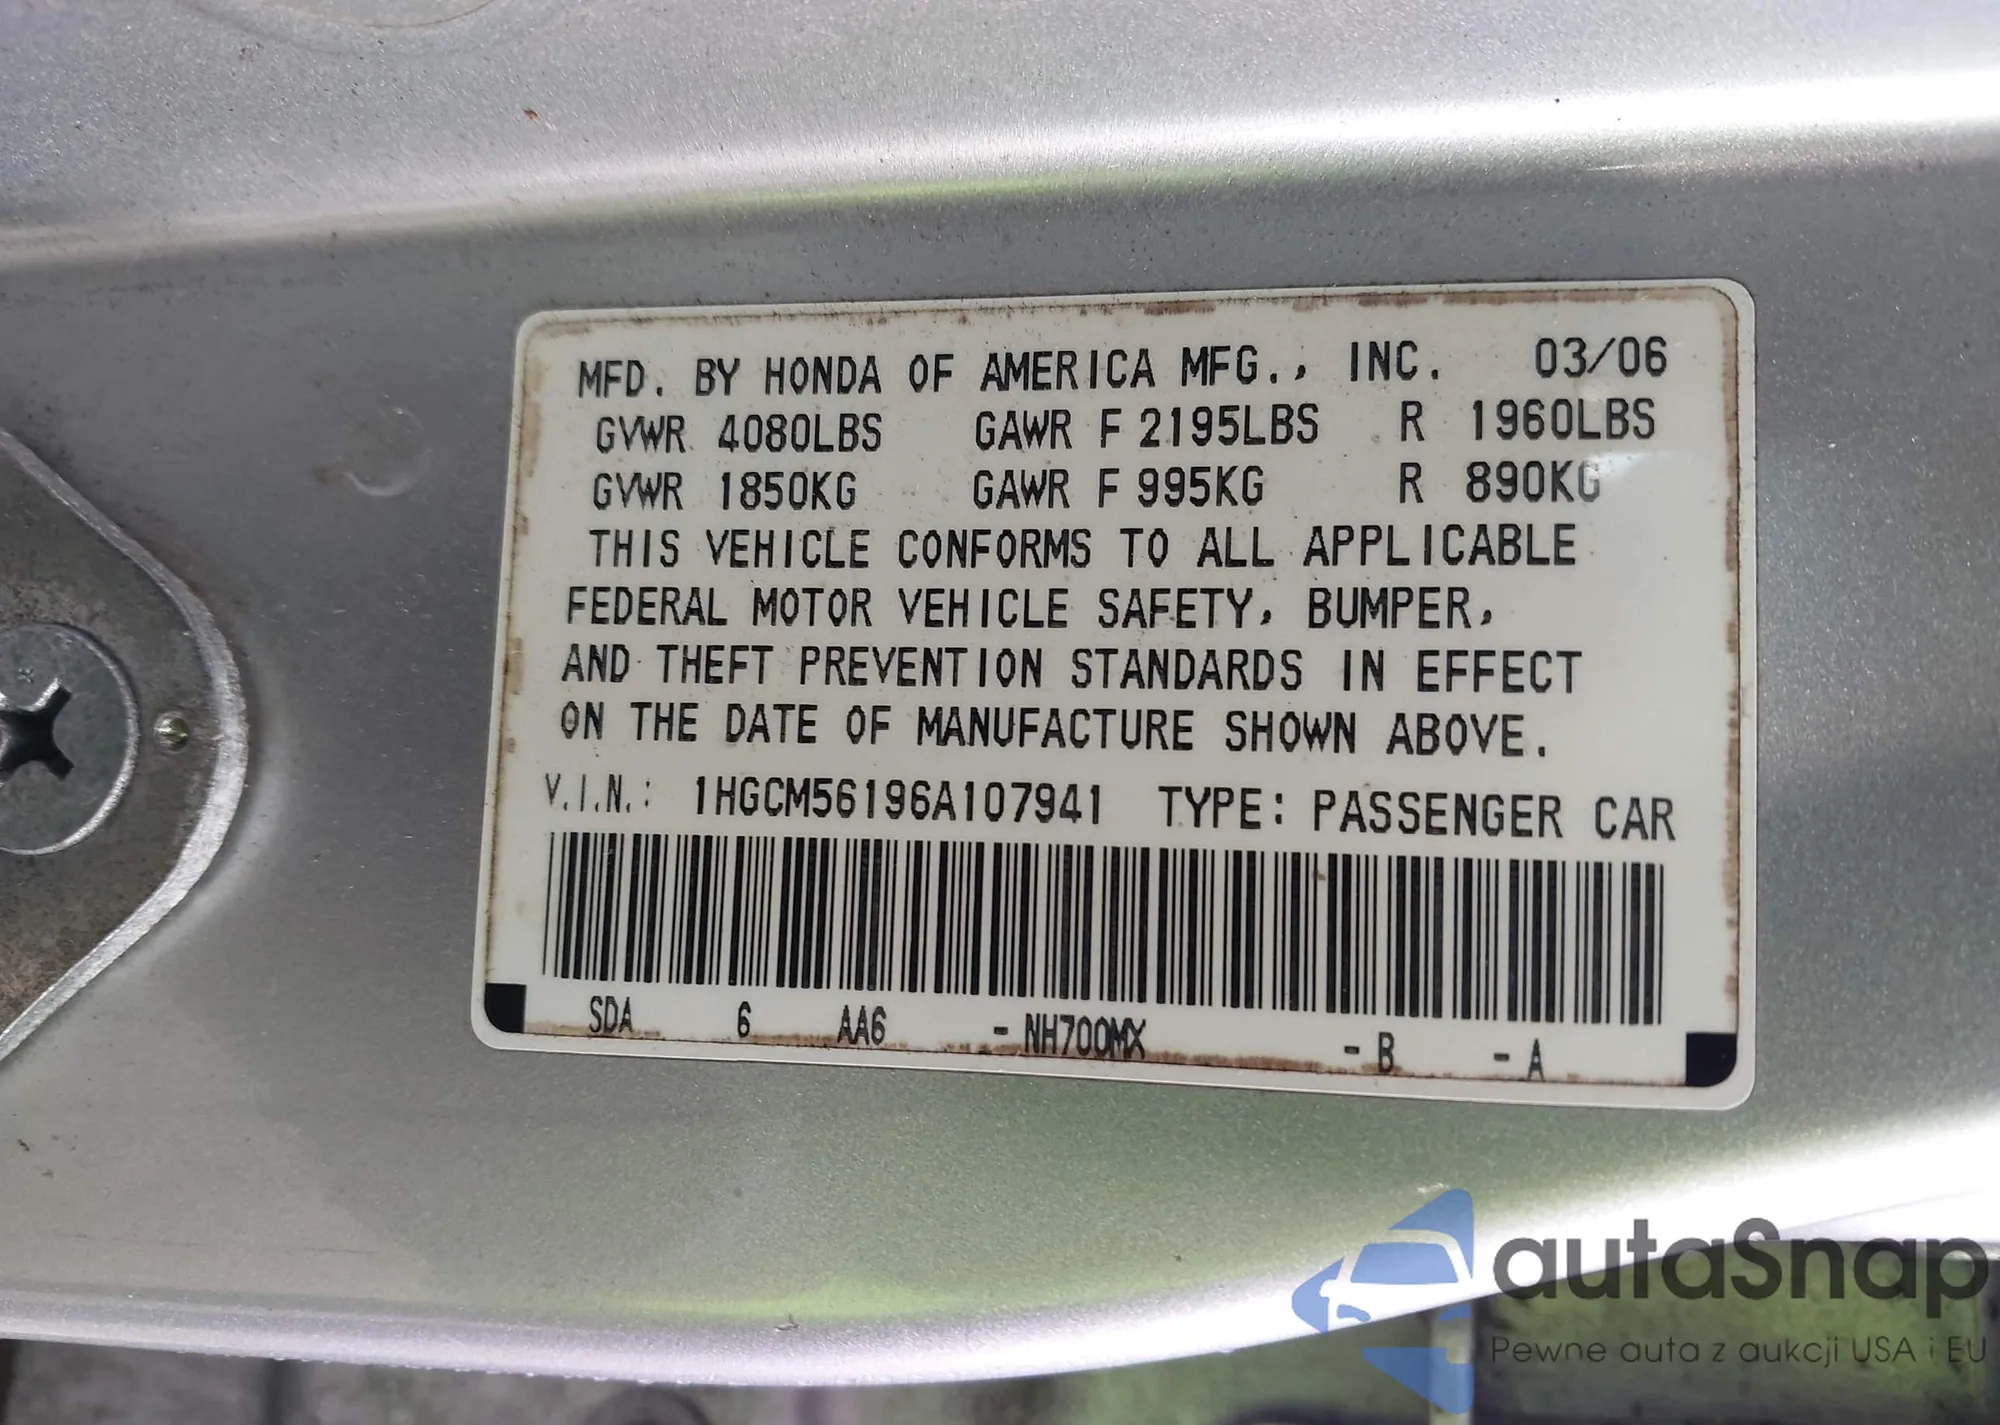 MFD. BY HONDA OF AMERICA MFG., INC. 03/06
GVWR 4080LBS GAWR F 2195LBS R 1960LBS
GVWR 1850KG GAWR F 995KG R 890KG
THIS VEHICLE CONFORMS TO ALL APPLICABLE
FEDERAL MOTOR VEHICLE SAFETY, BUMPER,
AND THEFT PREVENTION STANDARDS IN EFFECT
ON THE DATE OF MANUFACTURE SHOWN ABOVE.
V.I.N.: 1HGCM56196A107941 TYPE: PASSENGER CAR
SDA 6 AA6 - NH700MX - B - A
autaSnap
Pewne auta z aukcji USA i EU